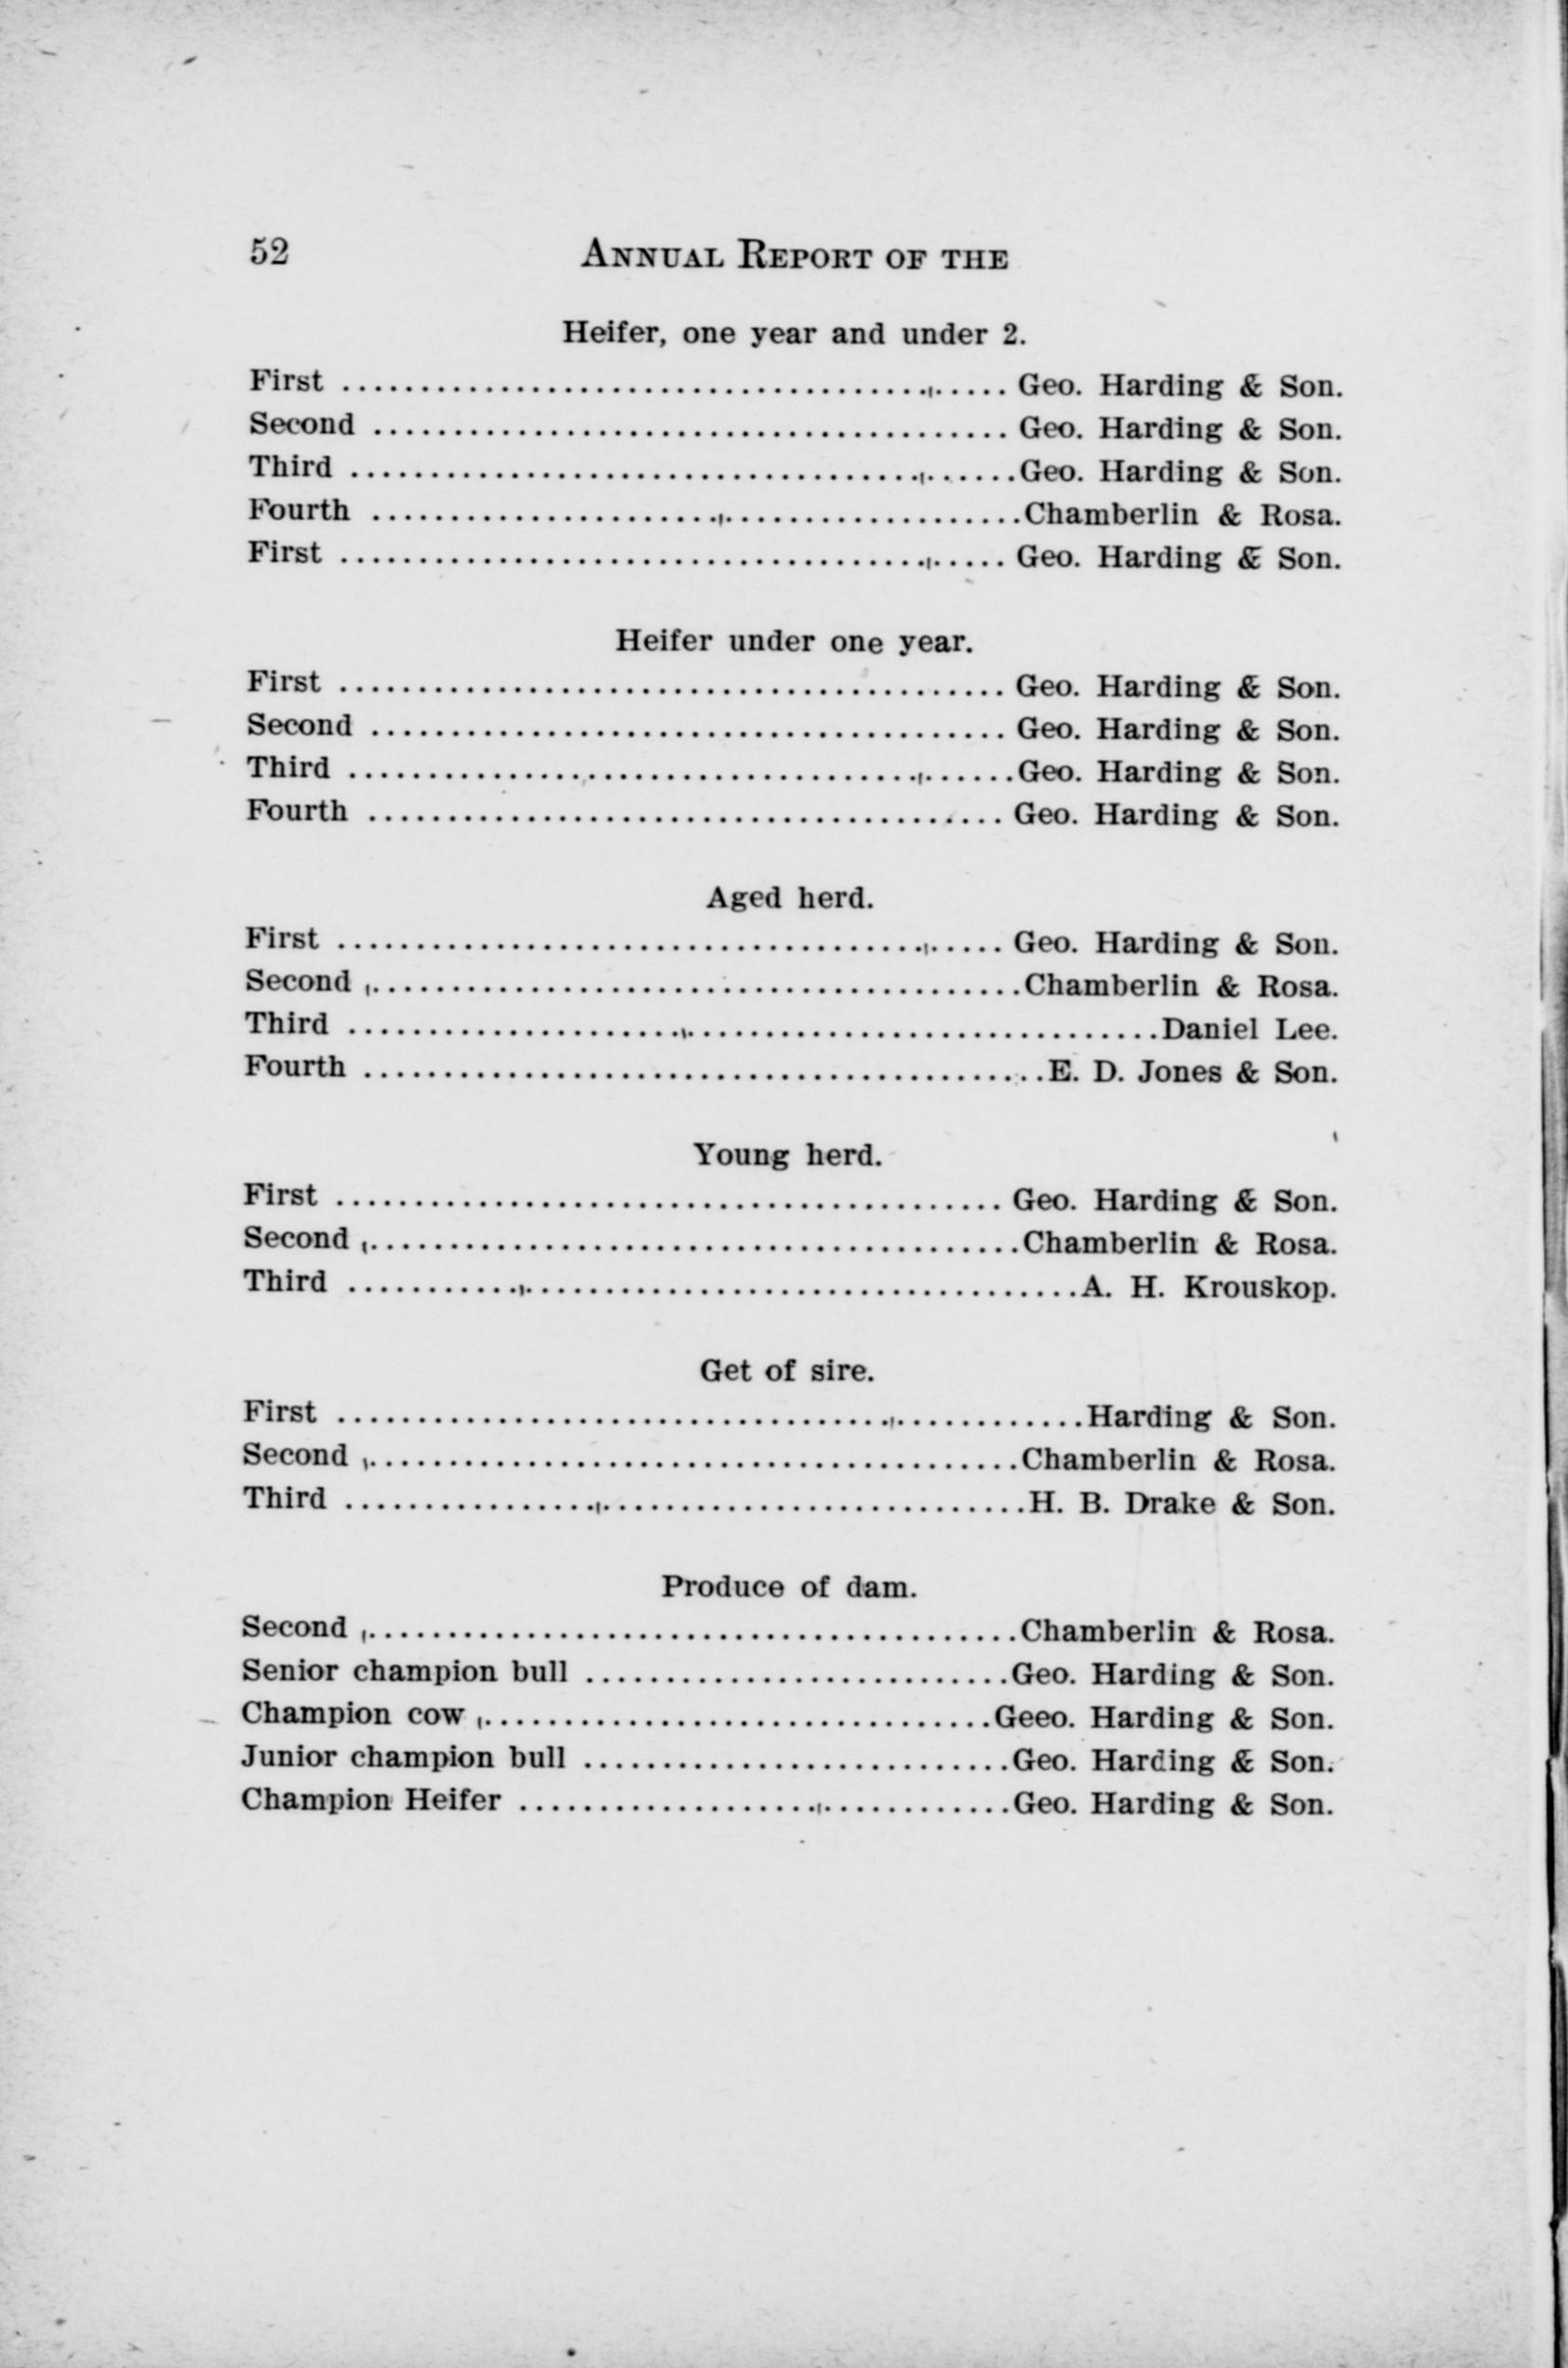 52 ANNUAL REPORT OF THE
Heifer, one year and under 2.
First ........................................ Geo. Harding & Son.
Second ........................................ Geo. Harding & Son.
Third ........................................Geo. Harding & Son.
Fourth ........................................Chamberlin & Rosa.
First ........................................ Geo. Harding & Son.
Heifer under one year.
First ........................................ Geo. Harding & Son.
Second ........................................ Geo. Harding & Son.
Third ........................................Geo. Harding & Son.
Fourth ........................................ Geo. Harding & Son.
Aged herd.
First ........................................ Geo. Harding & Son.
Second ........................................Chamberlin & Rosa.
Third ........................................Daniel Lee.
Fourth ........................................E. D. Jones & Son.
Young herd.
First ........................................ Geo. Harding & Son.
Second ........................................Chamberlin & Rosa.
Third ........................................A. H. Krouskop.
Get of sire.
First ........................................Harding & Son.
Second ........................................Chamberlin & Rosa.
Third ........................................H. B. Drake & Son.
Produce of dam.
Second ........................................Chamberlin & Rosa.
Senior champion bull ...........................Geo. Harding & Son.
Champion cow ................................Geeo. Harding & Son.
Junior champion bull ...........................Geo. Harding & Son.
Champion Heifer ...............................Geo. Harding & Son.